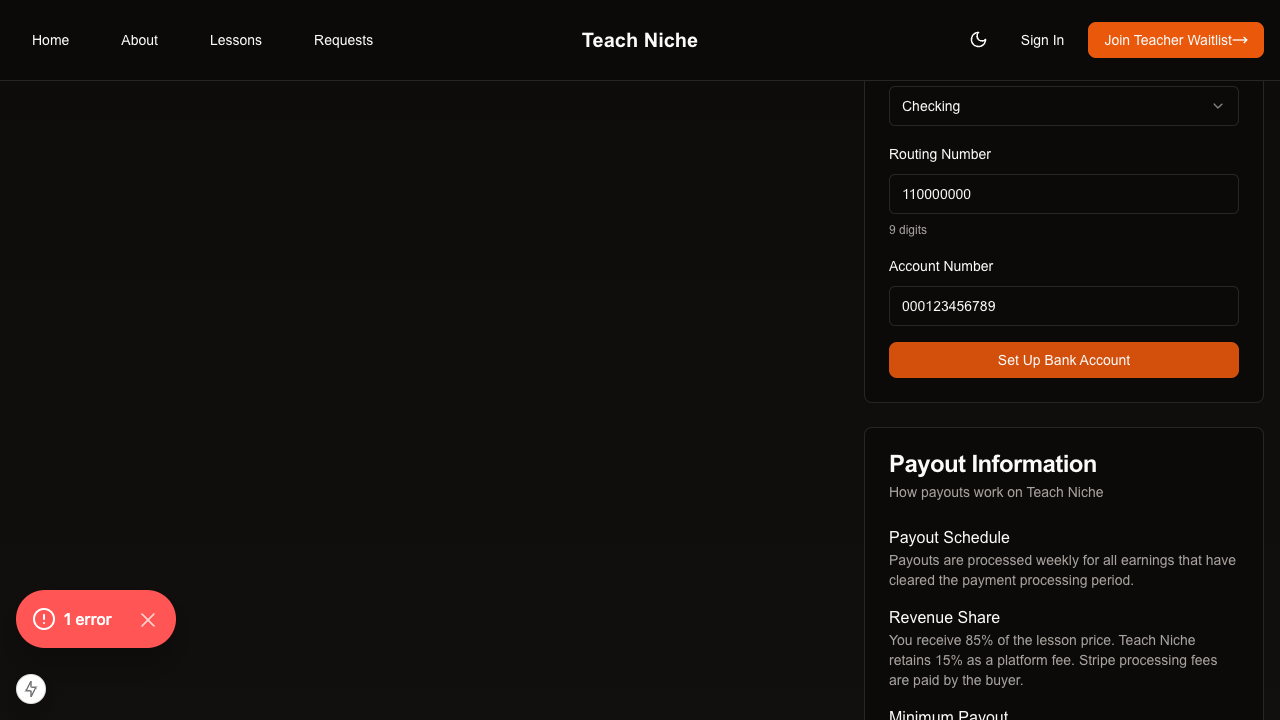 Home
About
Lessons
Requests
Teach Niche
Sign In
Join Teacher Waitlist
Checking
Routing Number
110000000
9 digits
Account Number
000123456789
Set Up Bank Account
Payout Information
How payouts work on Teach Niche
Payout Schedule
Payouts are processed weekly for all earnings that have
cleared the payment processing period.
Revenue Share
You receive 85% of the lesson price. Teach Niche
retains 15% as a platform fee. Stripe processing fees
are paid by the buyer.
Minimum Payout
1 error